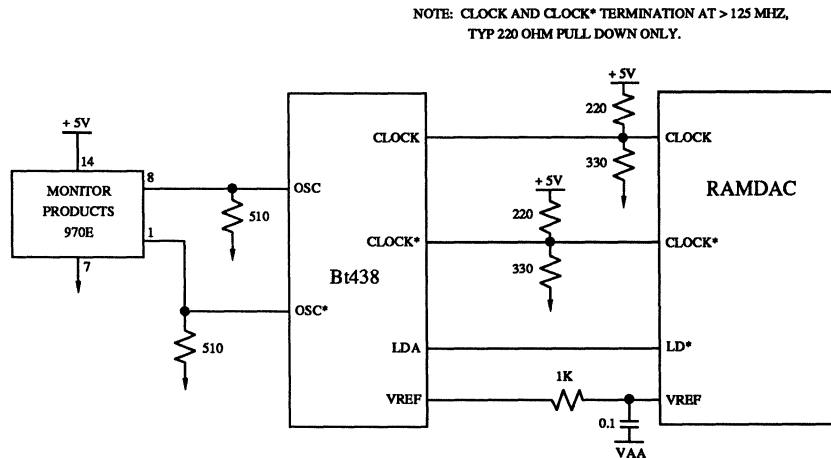 NOTE: CLOCK AND CLOCK* TERMINATION AT > 125 MHZ,
TYP 220 OHM PULL DOWN ONLY.
+ 5V
14
MONITOR
PRODUCTS
970E
8
1
7
510
510
OSC
OSC*
Bt438
CLOCK
CLOCK*
LDA
VREF
+ 5V
220
330
+ 5V
220
330
1K
0.1
VAA
CLOCK
RAMDAC
CLOCK*
LD*
VREF